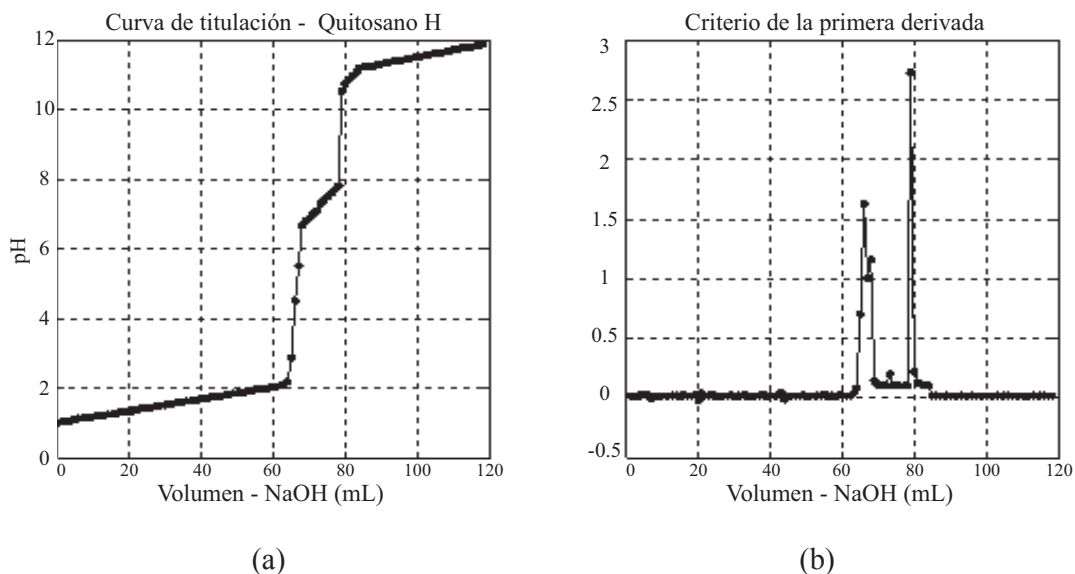 Curva de titulación - Quitosano H
12
10
8
6
4
2
0
pH
0 20 40 60 80 100 120
Volumen - NaOH (mL)
(a)
Criterio de la primera derivada
3
2.5
2
1.5
1
0.5
0
-0.5
0 20 40 60 80 100 120
Volumen - NaOH (mL)
(b)